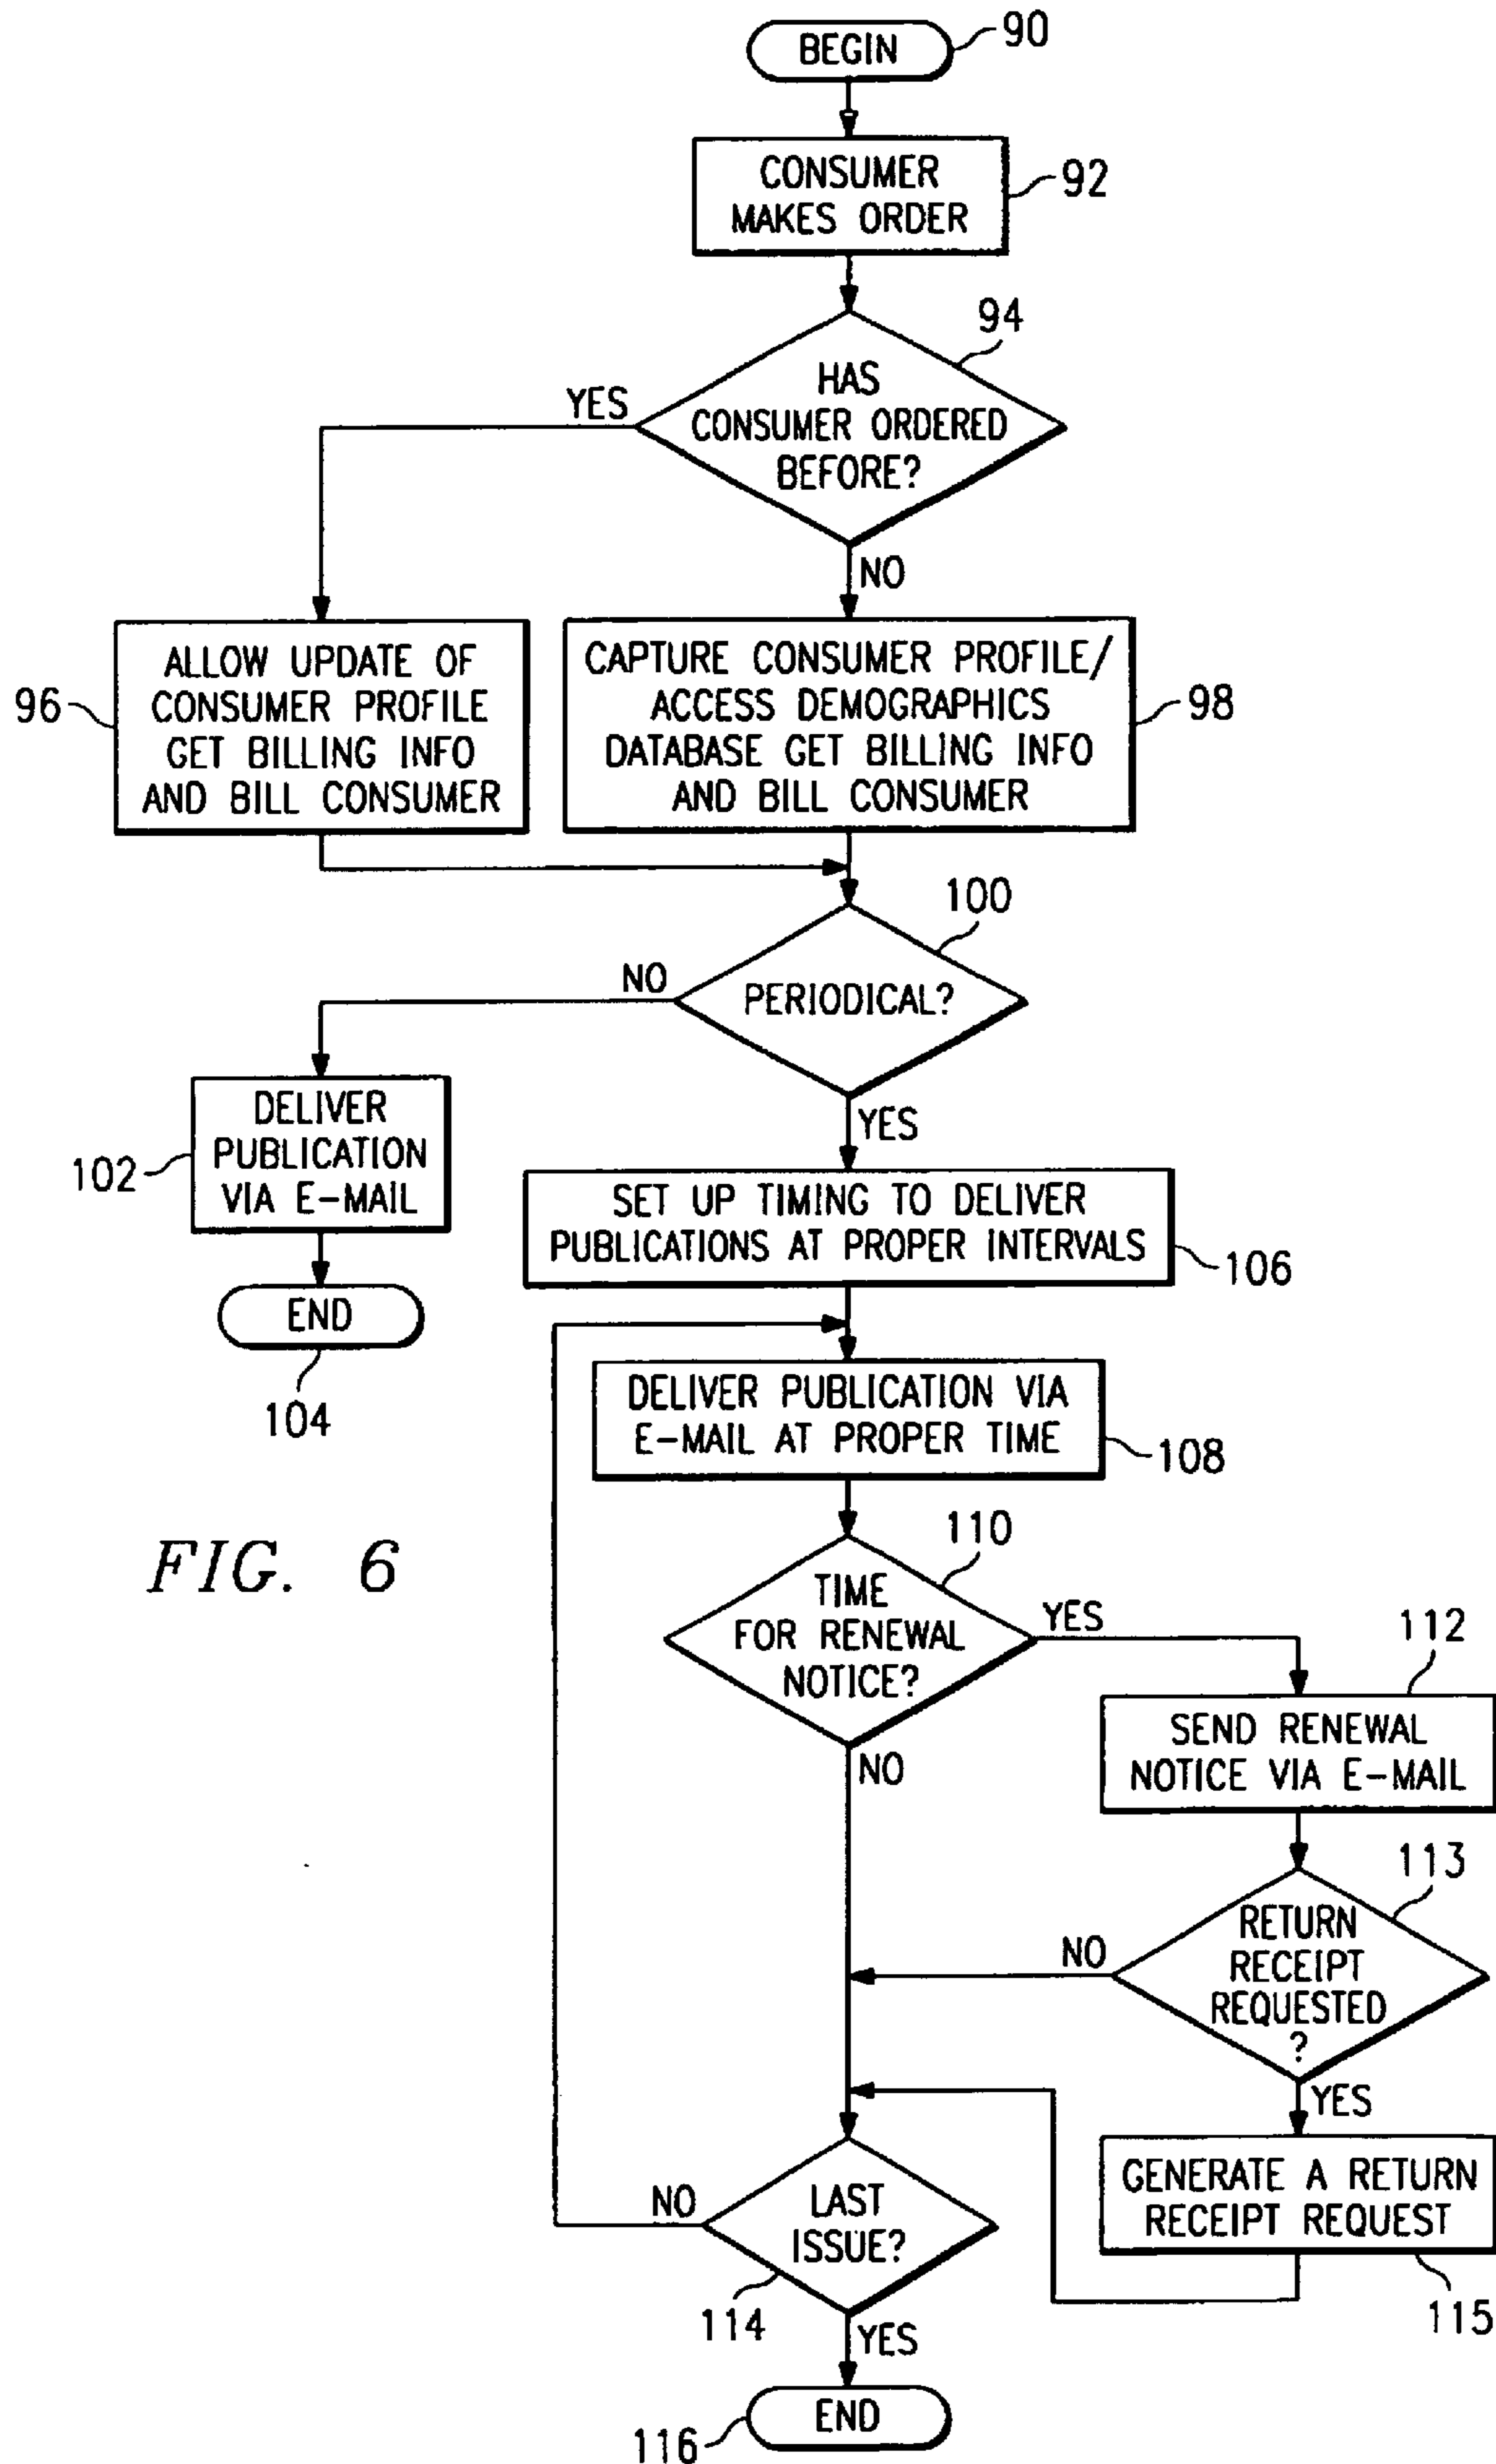 BEGIN
90
CONSUMER
MAKES ORDER
92
94
HAS
CONSUMER ORDERED
BEFORE?
YES
NO
ALLOW UPDATE OF
CONSUMER PROFILE
GET BILLING INFO
AND BILL CONSUMER
96
CAPTURE CONSUMER PROFILE/
ACCESS DEMOGRAPHICS
DATABASE GET BILLING INFO
AND BILL CONSUMER
98
100
PERIODICAL?
NO
YES
DELIVER
PUBLICATION
VIA E-MAIL
102
END
104
SET UP TIMING TO DELIVER
PUBLICATIONS AT PROPER INTERVALS
106
DELIVER PUBLICATION VIA
E-MAIL AT PROPER TIME
108
FIG. 6
110
TIME
FOR RENEWAL
NOTICE?
YES
NO
112
SEND RENEWAL
NOTICE VIA E-MAIL
113
RETURN
RECEIPT
REQUESTED
?
NO
YES
GENERATE A RETURN
RECEIPT REQUEST
115
LAST
ISSUE?
NO
114
YES
END
116